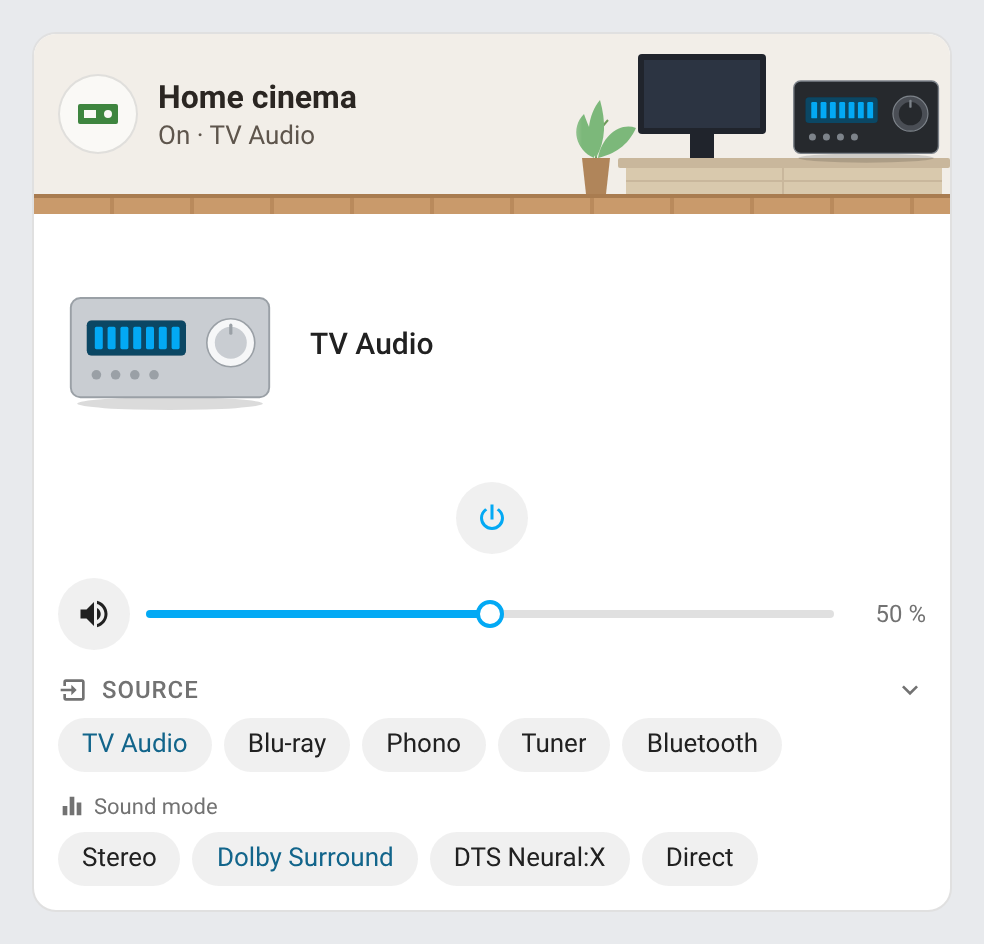 Home cinema
On · TV Audio
TV Audio
50 %
SOURCE
TV Audio Blu-ray Phono Tuner Bluetooth
Sound mode
Stereo Dolby Surround DTS Neural:X Direct